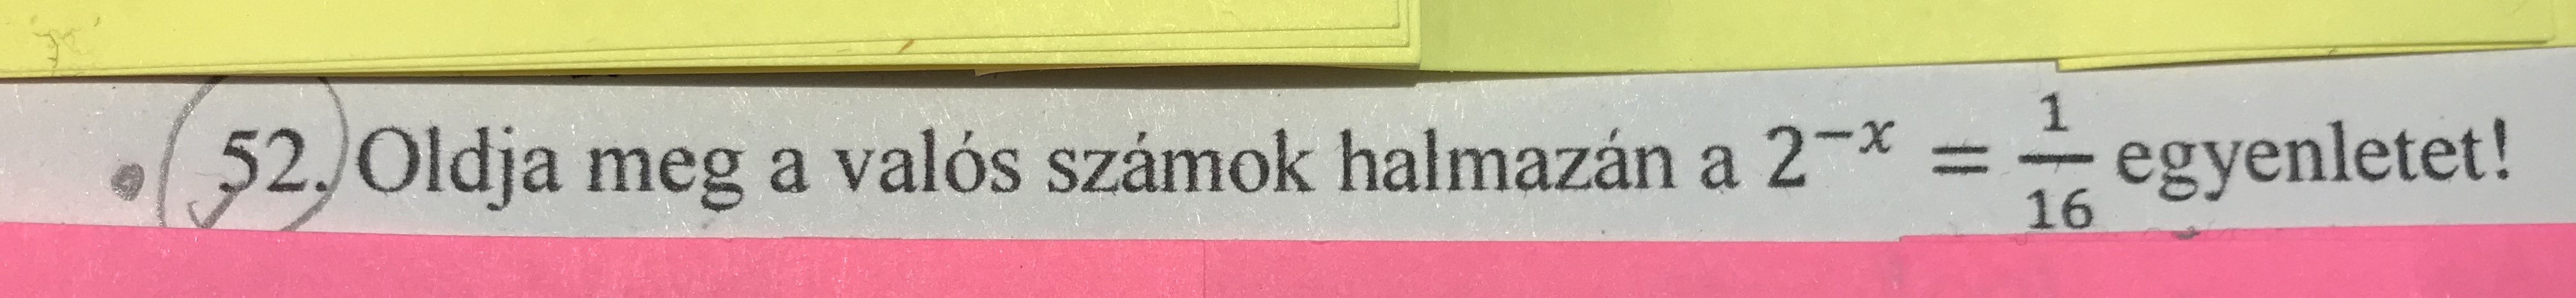 52. Oldja meg a valós számok halmazán a 2⁻ˣ = 1/16 egyenletet!